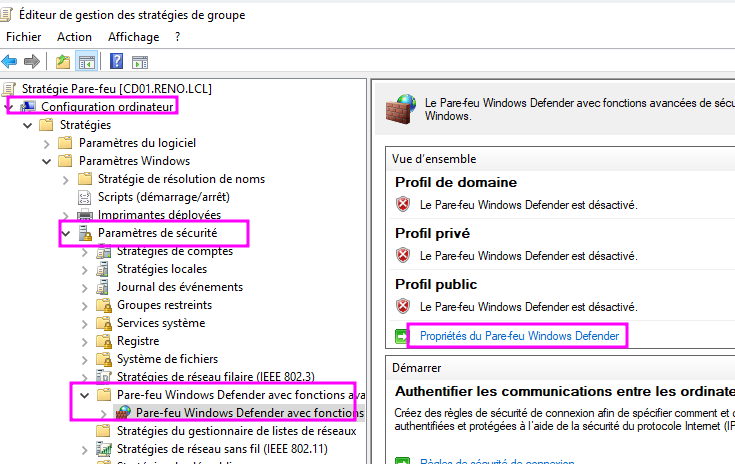 Éditeur de gestion des stratégies de groupe
Fichier Action Affichage ?
Stratégie Pare-feu [CD01.RENO.LCL]
Configuration ordinateur
Stratégies
Paramètres du logiciel
Paramètres Windows
Stratégie de résolution de noms
Scripts (démarrage/arrêt)
Imprimantes déployées
Paramètres de sécurité
Stratégies de comptes
Stratégies locales
Journal des événements
Groupes restreints
Services système
Registre
Système de fichiers
Stratégies de réseau filaire (IEEE 802.3)
Pare-feu Windows Defender avec fonctions ava
Pare-feu Windows Defender avec fonctions
Stratégies du gestionnaire de listes de réseaux
Stratégies de réseau sans fil (IEEE 802.11)
Le Pare-feu Windows Defender avec fonctions avancées de sécu
Windows.
Vue d'ensemble
Profil de domaine
Le Pare-feu Windows Defender est désactivé.
Profil privé
Le Pare-feu Windows Defender est désactivé.
Profil public
Le Pare-feu Windows Defender est désactivé.
Propriétés du Pare-feu Windows Defender
Démarrer
Authentifier les communications entre les ordinate
Créez des règles de sécurité de connexion afin de spécifier comment et
authentifiées et protégées à l'aide de la sécurité du protocole Internet (IP
Règles de sécurité de connexion